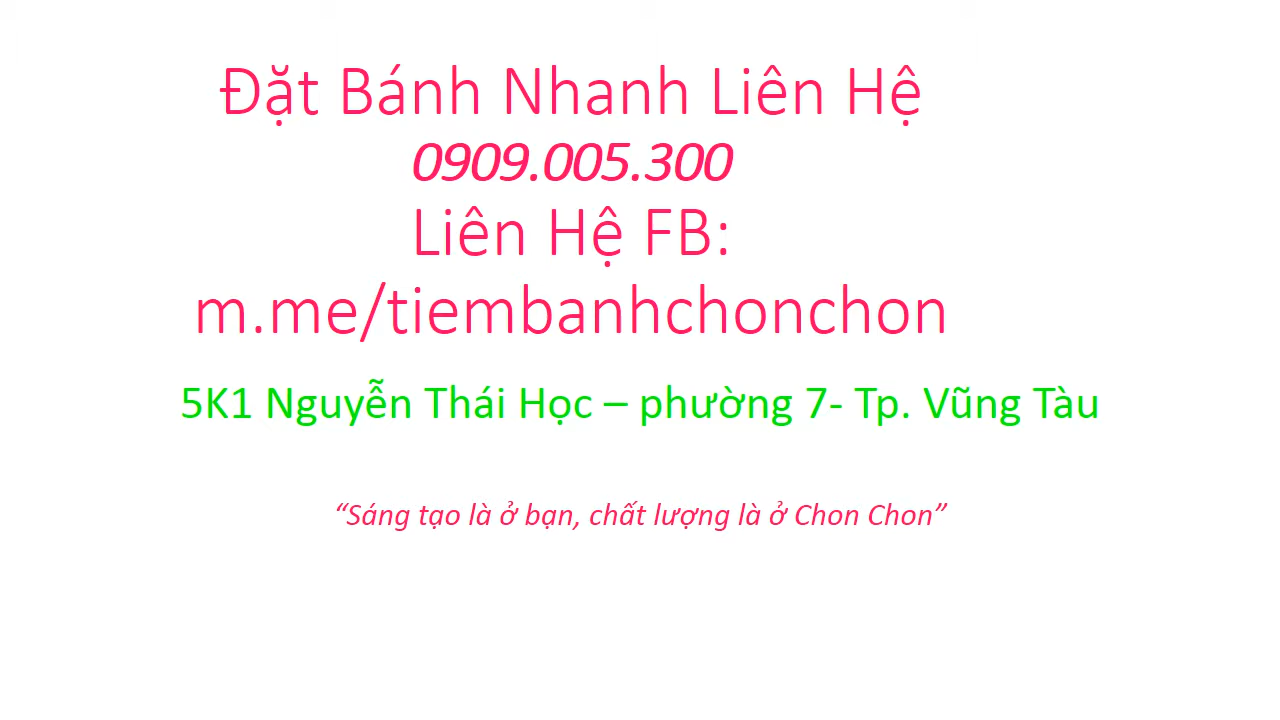 Đặt Bánh Nhanh Liên Hệ
0909.005.300
Liên Hệ FB:
m.me/tiembanhchonchon
5K1 Nguyễn Thái Học – phường 7- Tp. Vũng Tàu
“Sáng tạo là ở bạn, chất lượng là ở Chon Chon”